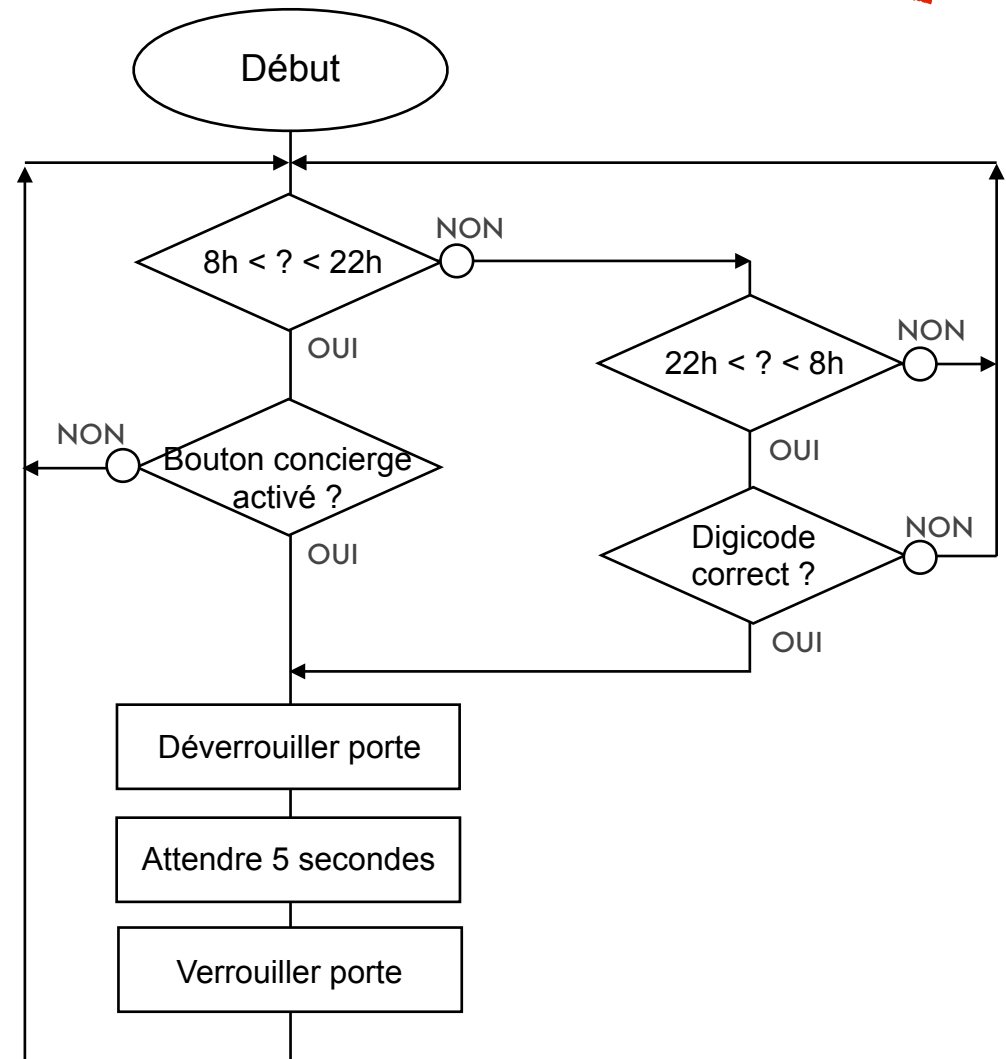 Début
8h < ? < 22h
NON
OUI
22h < ? < 8h
NON
OUI
Bouton concierge
activé ?
NON
OUI
Digicode
correct ?
NON
OUI
Déverrouiller porte
Attendre 5 secondes
Verrouiller porte